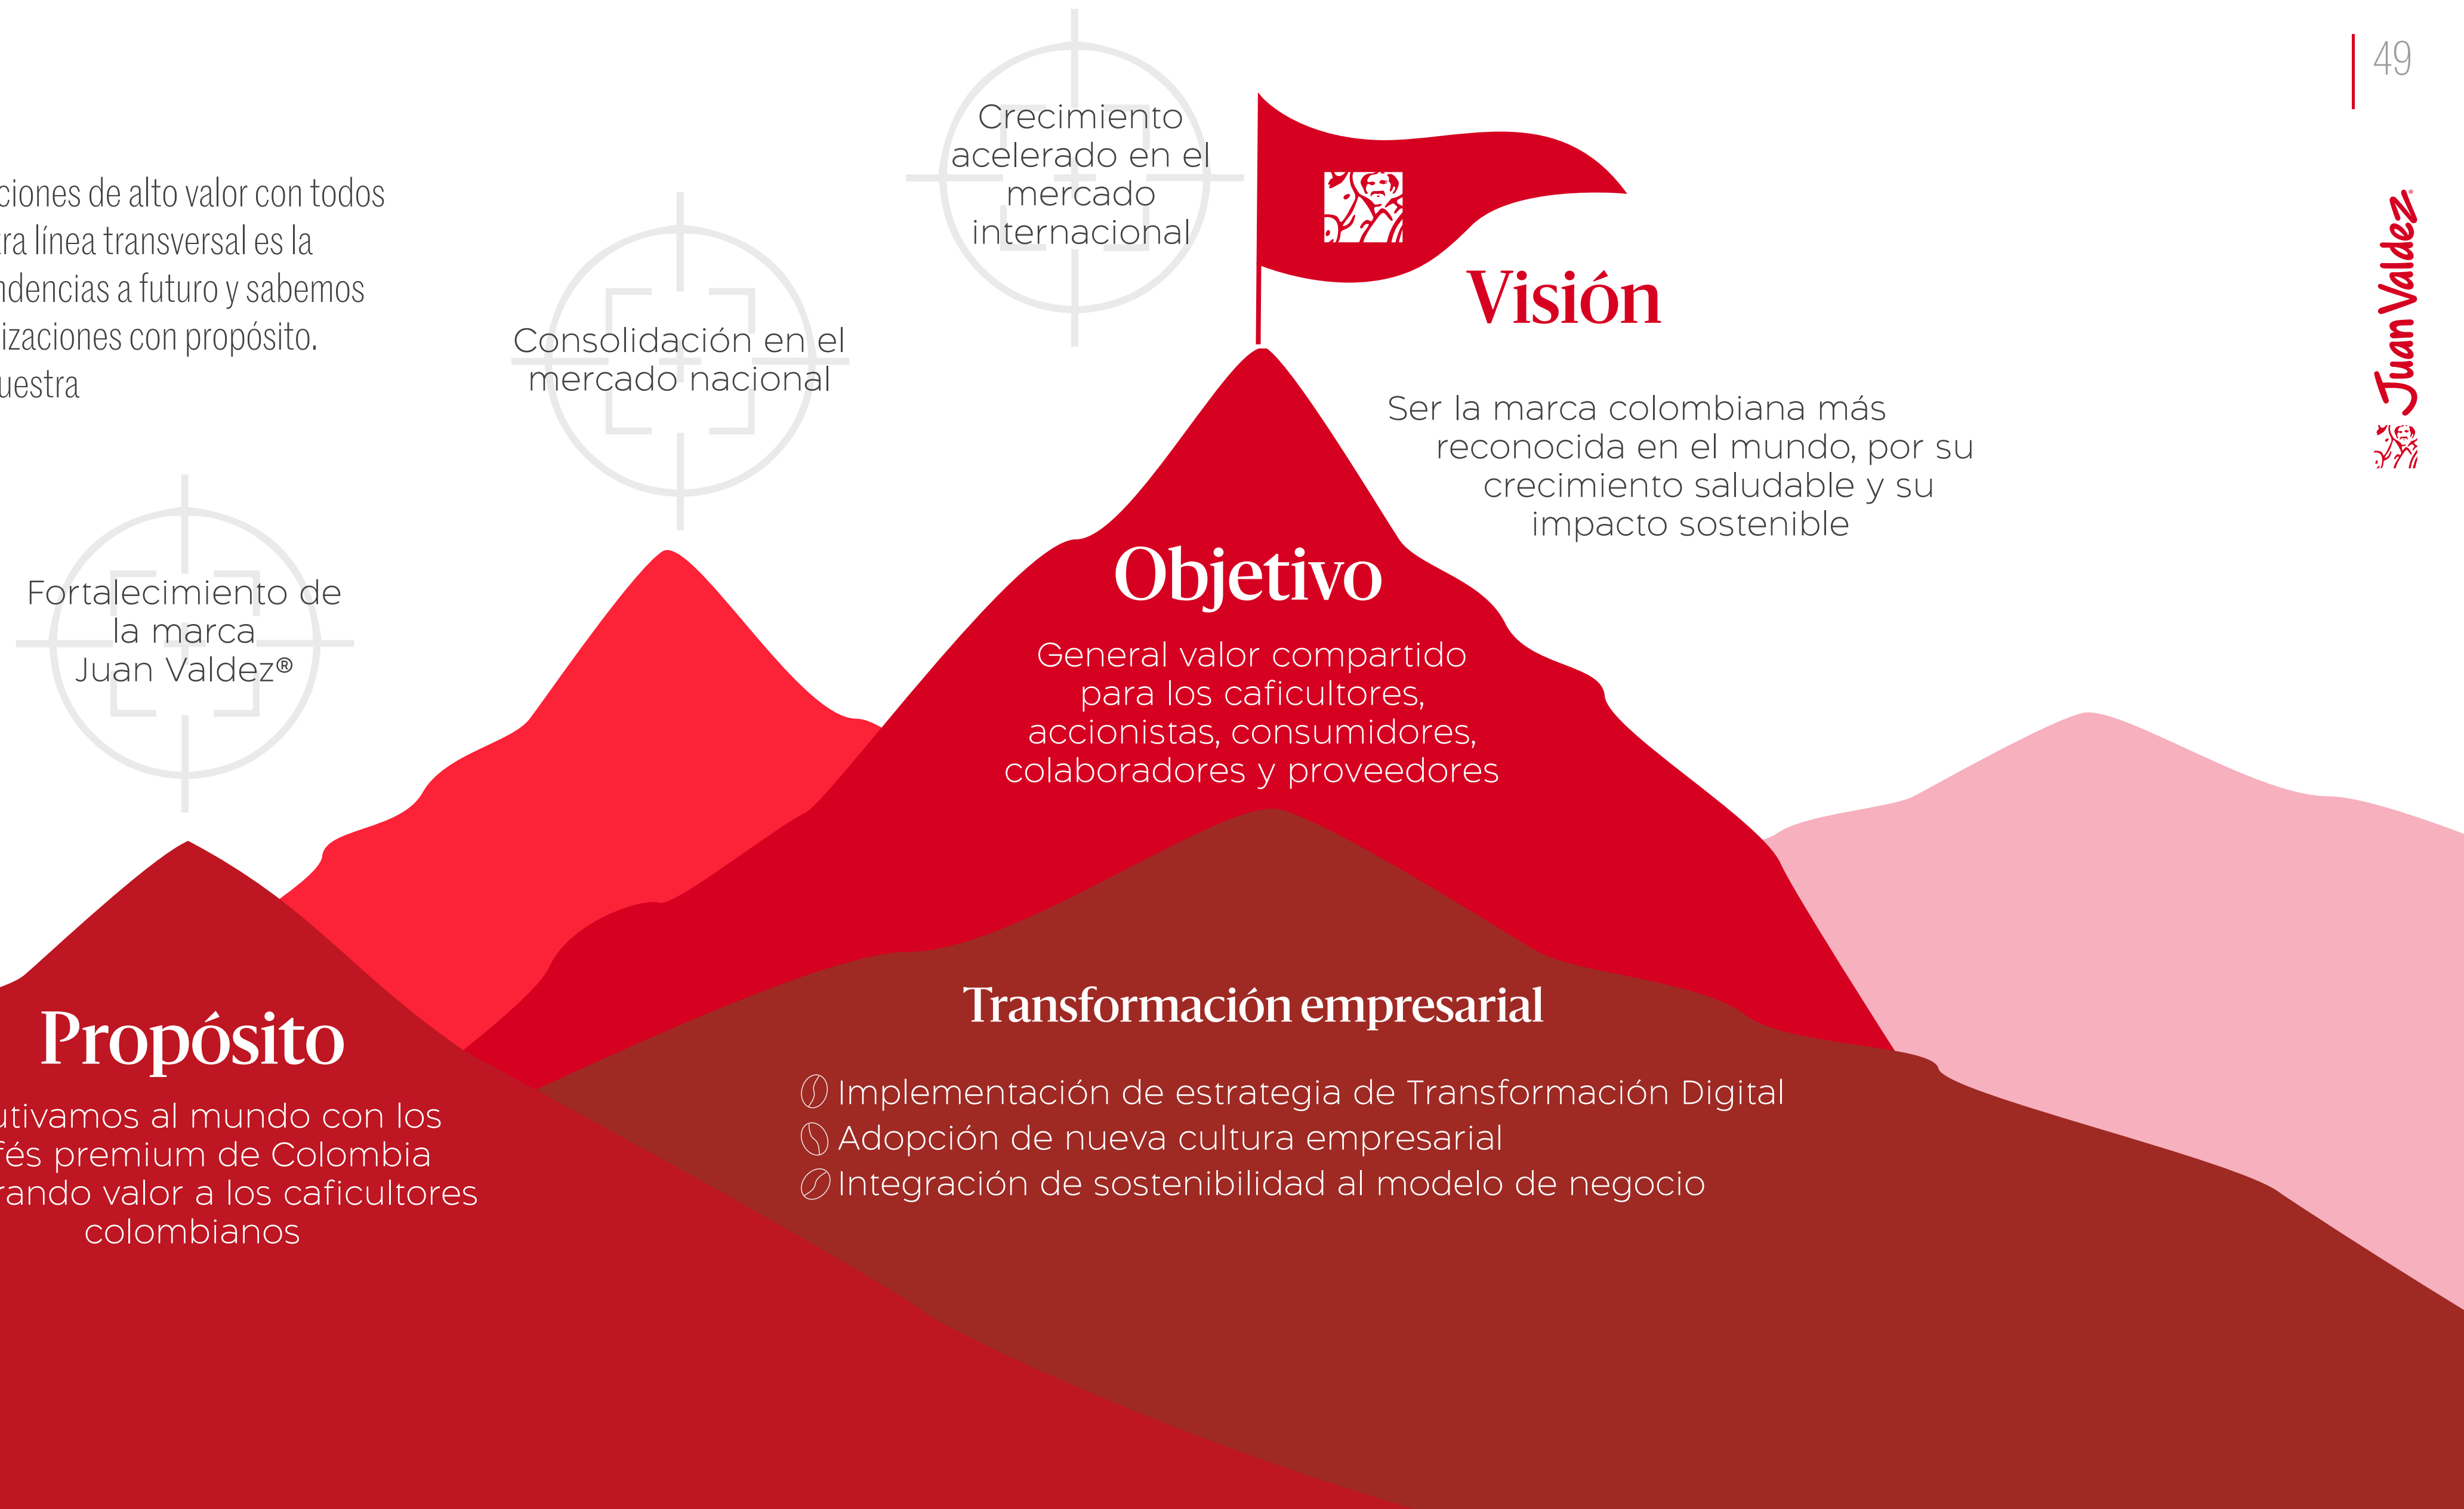 49
ciones de alto valor con todos
tra línea transversal es la
ndencias a futuro y sabemos
izaciones con propósito.
uestra
Crecimiento
acelerado en el
mercado
internacional
Consolidación en el
mercado nacional
Fortalecimiento de
la marca
Juan Valdez®
Visión
Ser la marca colombiana más
reconocida en el mundo, por su
crecimiento saludable y su
impacto sostenible
Juan Valdez®
Objetivo
General valor compartido
para los caficultores,
accionistas, consumidores,
colaboradores y proveedores
Propósito
utivamos al mundo con los
fés premium de Colombia
rando valor a los caficultores
colombianos
Transformación empresarial
Implementación de estrategia de Transformación Digital
Adopción de nueva cultura empresarial
Integración de sostenibilidad al modelo de negocio